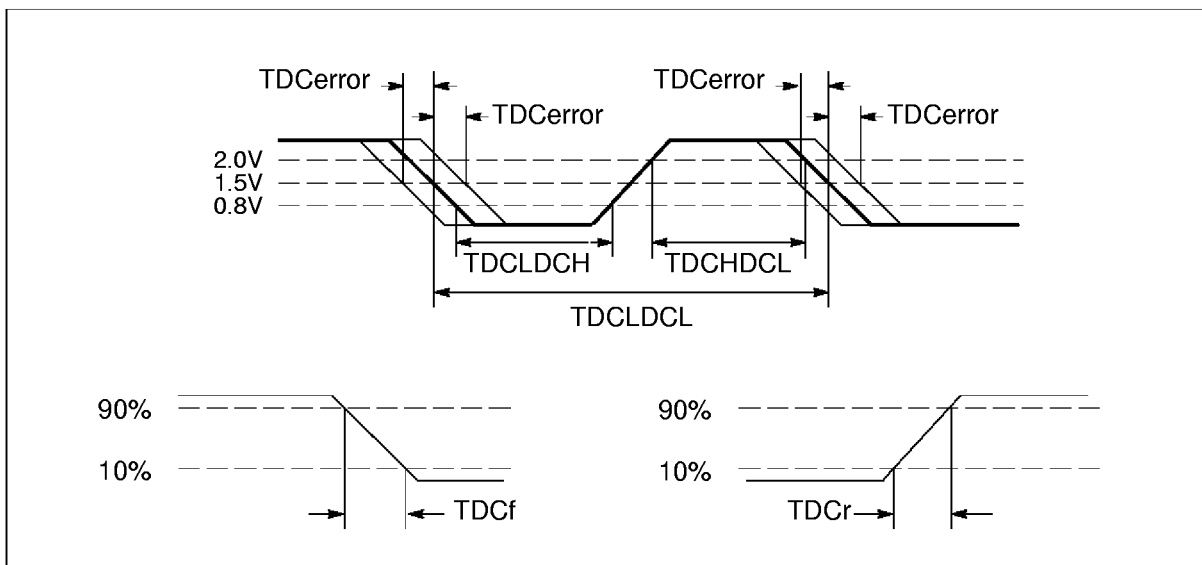 TDCerror
TDCerror
TDCerror
TDCerror
2.0V
1.5V
0.8V
TDCLDCH
TDCHDCL
TDCLDCL
90%
10%
TDCf
90%
10%
TDCr